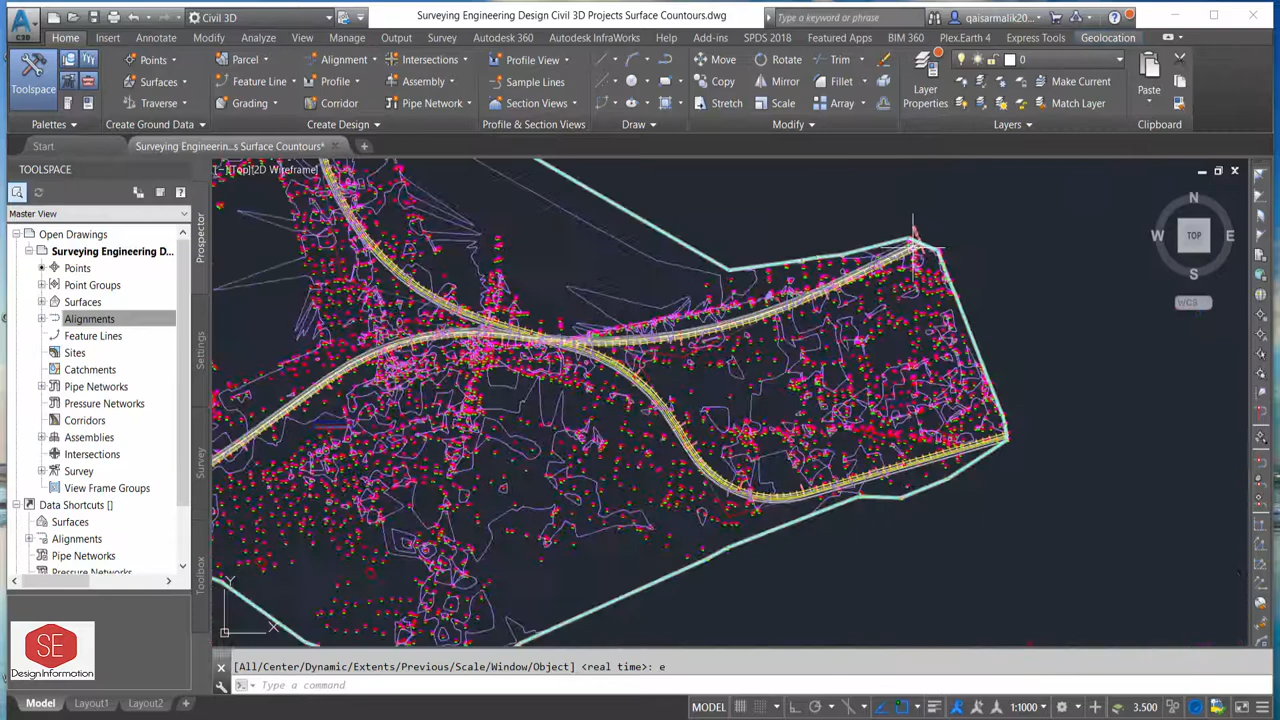 Civil 3D
Surveying Engineering Design Civil 3D Projects Surface Countours.dwg
Type a keyword or phrase
qaisarmalik20...
C3D
Home Insert Annotate Modify Analyze View Manage Output Survey Autodesk 360 Autodesk InfraWorks Help Add-ins SPDS 2018 Featured Apps BIM 360 Plex.Earth 4 Express Tools Geolocation
Toolspace
Points
Surfaces
Traverse
Parcel
Feature Line
Grading
Alignment
Profile
Corridor
Intersections
Assembly
Pipe Network
Profile View
Sample Lines
Section Views
Move Rotate Trim
Copy Mirror Fillet
Stretch Scale Array
Layer
Properties
0
Make Current
Match Layer
Paste
Palettes Create Ground Data Create Design Profile & Section Views Draw Modify Layers Clipboard
Start
Surveying Engineerin...s Surface Countours*
TOOLSPACE
Master View
Open Drawings
Surveying Engineering D...
Points
Point Groups
Surfaces
Alignments
Feature Lines
Sites
Catchments
Pipe Networks
Pressure Networks
Corridors
Assemblies
Intersections
Survey
View Frame Groups
Data Shortcuts []
Surfaces
Alignments
Pipe Networks
Pressure Networks
Prospector
Settings
Survey
Toolbox
[-][Top][2D Wireframe]
N
W TOP E
S
WCS
Y
X
SE
DesignInformation
[All/Center/Dynamic/Extents/Previous/Scale/Window/Object] <real time>: e
Type a command
Model Layout1 Layout2 +
MODEL
1:1000
3.500